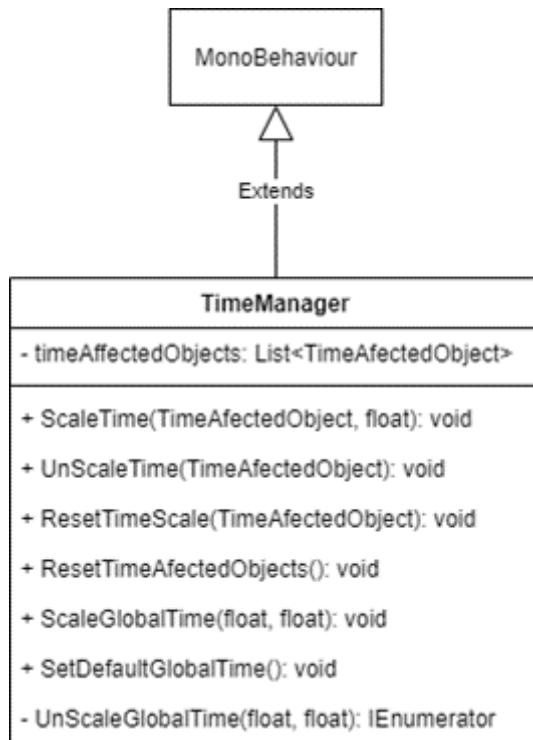 MonoBehaviour
Extends
TimeManager
- timeAffectedObjects: List<TimeAfectedObject>
+ ScaleTime(TimeAfectedObject, float): void
+ UnScaleTime(TimeAfectedObject): void
+ ResetTimeScale(TimeAfectedObject): void
+ ResetTimeAfectedObjects(): void
+ ScaleGlobalTime(float, float): void
+ SetDefaultGlobalTime(): void
- UnScaleGlobalTime(float, float): IEnumerator